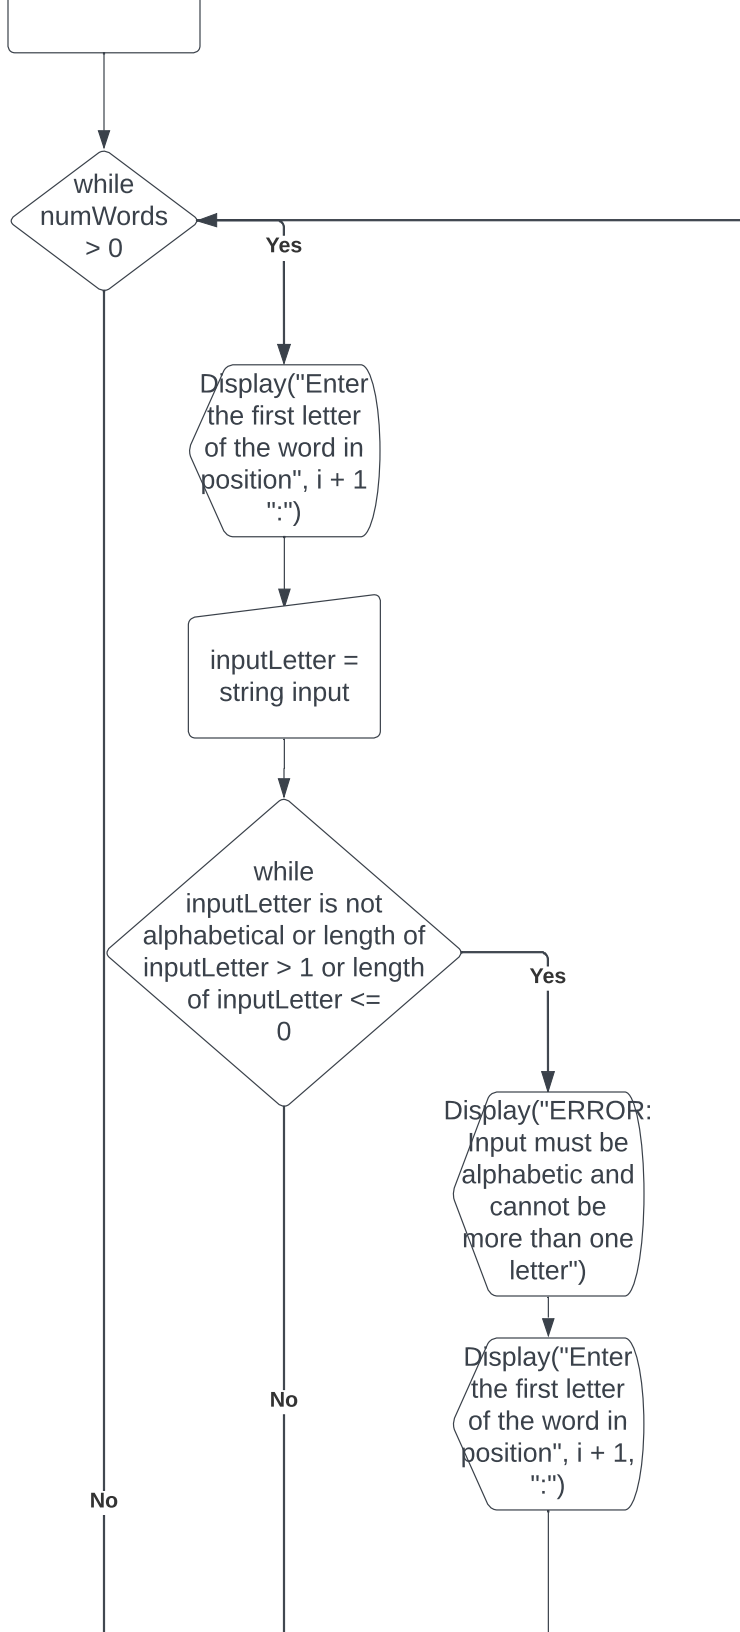 while
numWords
> 0
Yes
Display("Enter
the first letter
of the word in
position", i + 1
":")
inputLetter =
string input
while
inputLetter is not
alphabetical or length of
inputLetter > 1 or length
of inputLetter <=
0
Yes
Display("ERROR:
Input must be
alphabetic and
cannot be
more than one
letter")
Display("Enter
the first letter
of the word in
position", i + 1,
":")
No
No